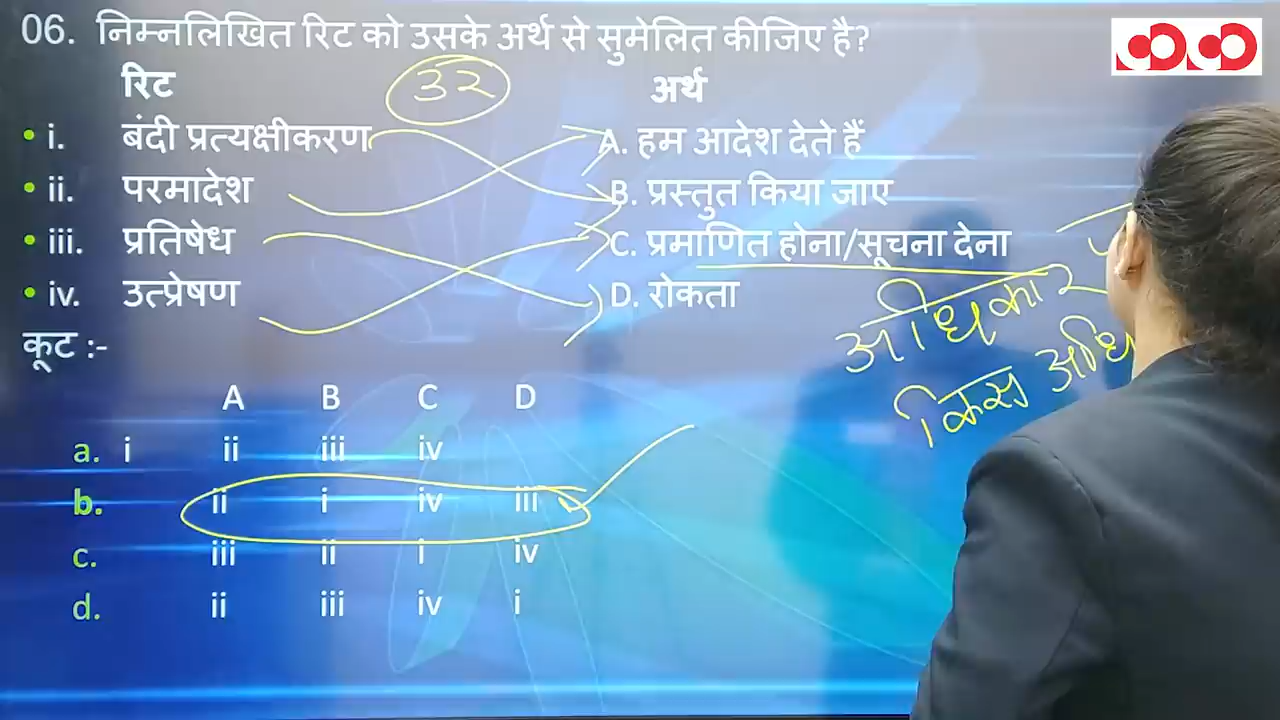 06. निम्नलिखित रिट को उसके अर्थ से सुमेलित कीजिए है?
रिट 32 अर्थ
• i. बंदी प्रत्यक्षीकरण A. हम आदेश देते हैं
• ii. परमादेश B. प्रस्तुत किया जाए
• iii. प्रतिषेध C. प्रमाणित होना/सूचना देना
• iv. उत्प्रेषण D. रोकता
अधिकार
कूट :-
किस अधि
A B C D
a. i ii iii iv
b. ii i iv iii
c. iii ii i iv
d. ii iii iv i